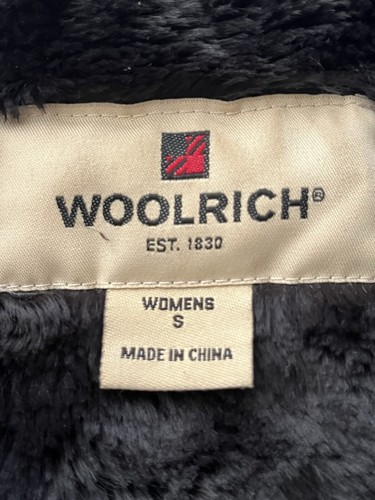 WOOLRICH®
EST. 1830
WOMENS
S
MADE IN CHINA